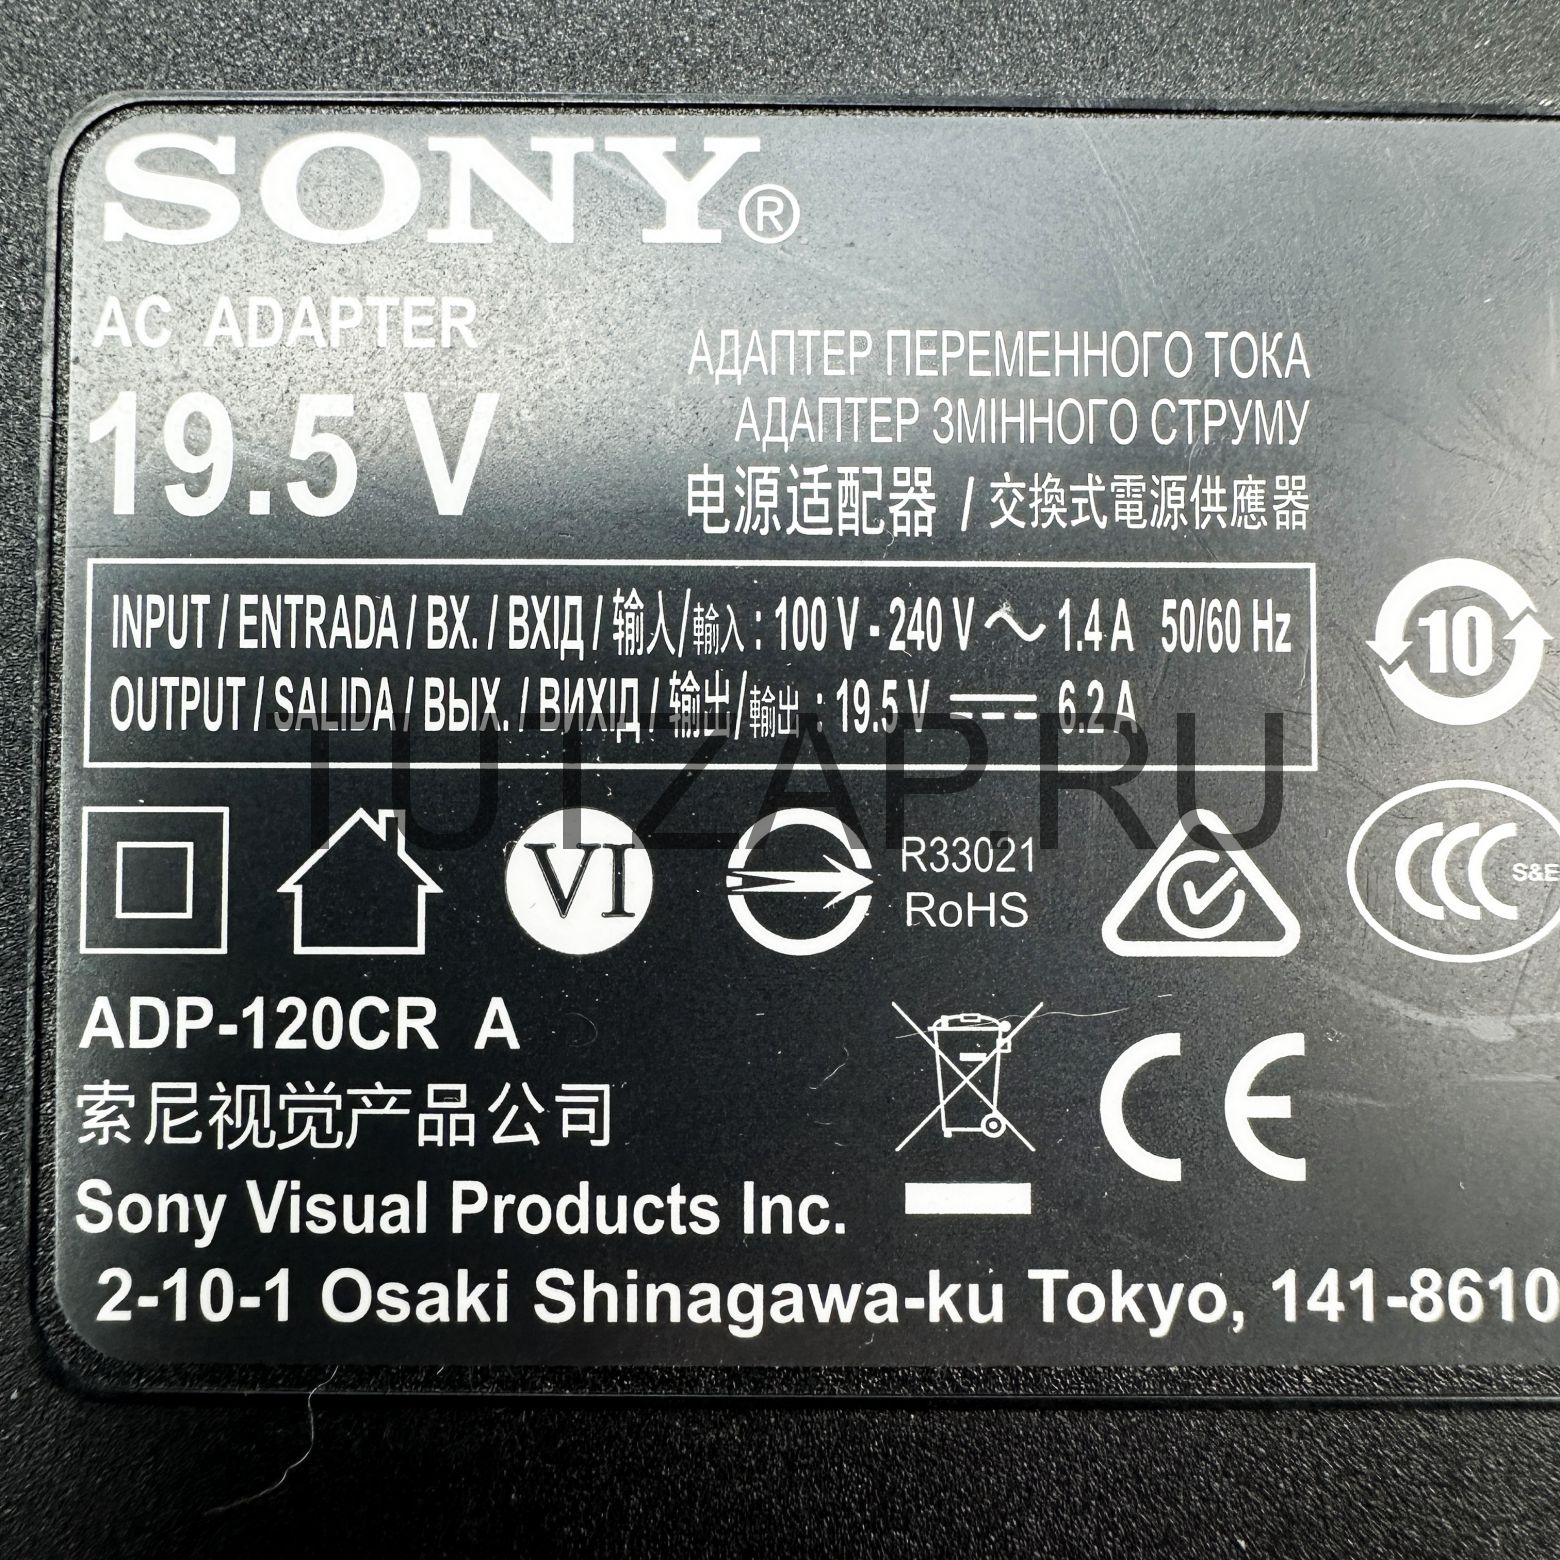 SONY®
AC ADAPTER
19.5 V
АДАПТЕР ПЕРЕМЕННОГО ТОКА
АДАПТЕР ЗМІННОГО СТРУМУ
电源适配器 / 交換式電源供應器
INPUT / ENTRADA / ВХ. / ВХІД / 输入/輸入 : 100 V - 240 V ～ 1.4 A 50/60 Hz
OUTPUT / SALIDA / ВЫХ. / ВИХІД / 输出/輸出 : 19.5 V ⎓ 6.2 A
10
VI
R33021
RoHS
CCC S&E
ADP-120CR A
CE
索尼视觉产品公司
Sony Visual Products Inc.
2-10-1 Osaki Shinagawa-ku Tokyo, 141-8610
TU1ZAP.RU